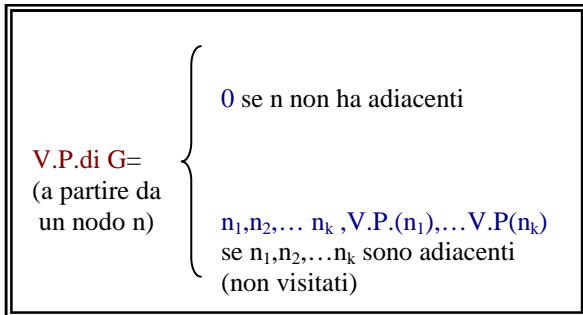 0 se n non ha adiacenti
V.P.di G=
(a partire da
un nodo n)
n₁,n₂,… nₖ ,V.P.(n₁),…V.P(nₖ)
se n₁,n₂,…nₖ sono adiacenti
(non visitati)